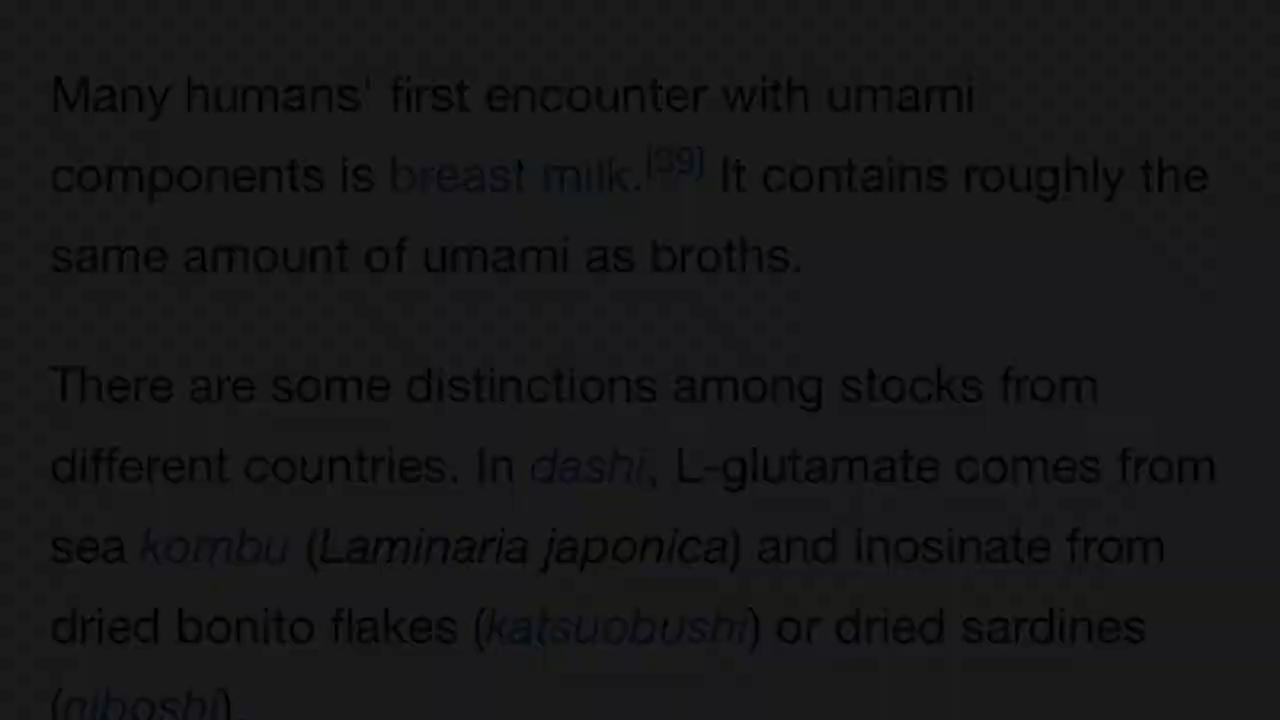 Many humans' first encounter with umami
components is breast milk.[39] It contains roughly the
same amount of umami as broths.
There are some distinctions among stocks from
different countries. In dashi, L-glutamate comes from
sea kombu (Laminaria japonica) and inosinate from
dried bonito flakes (katsuobushi) or dried sardines
(niboshi)